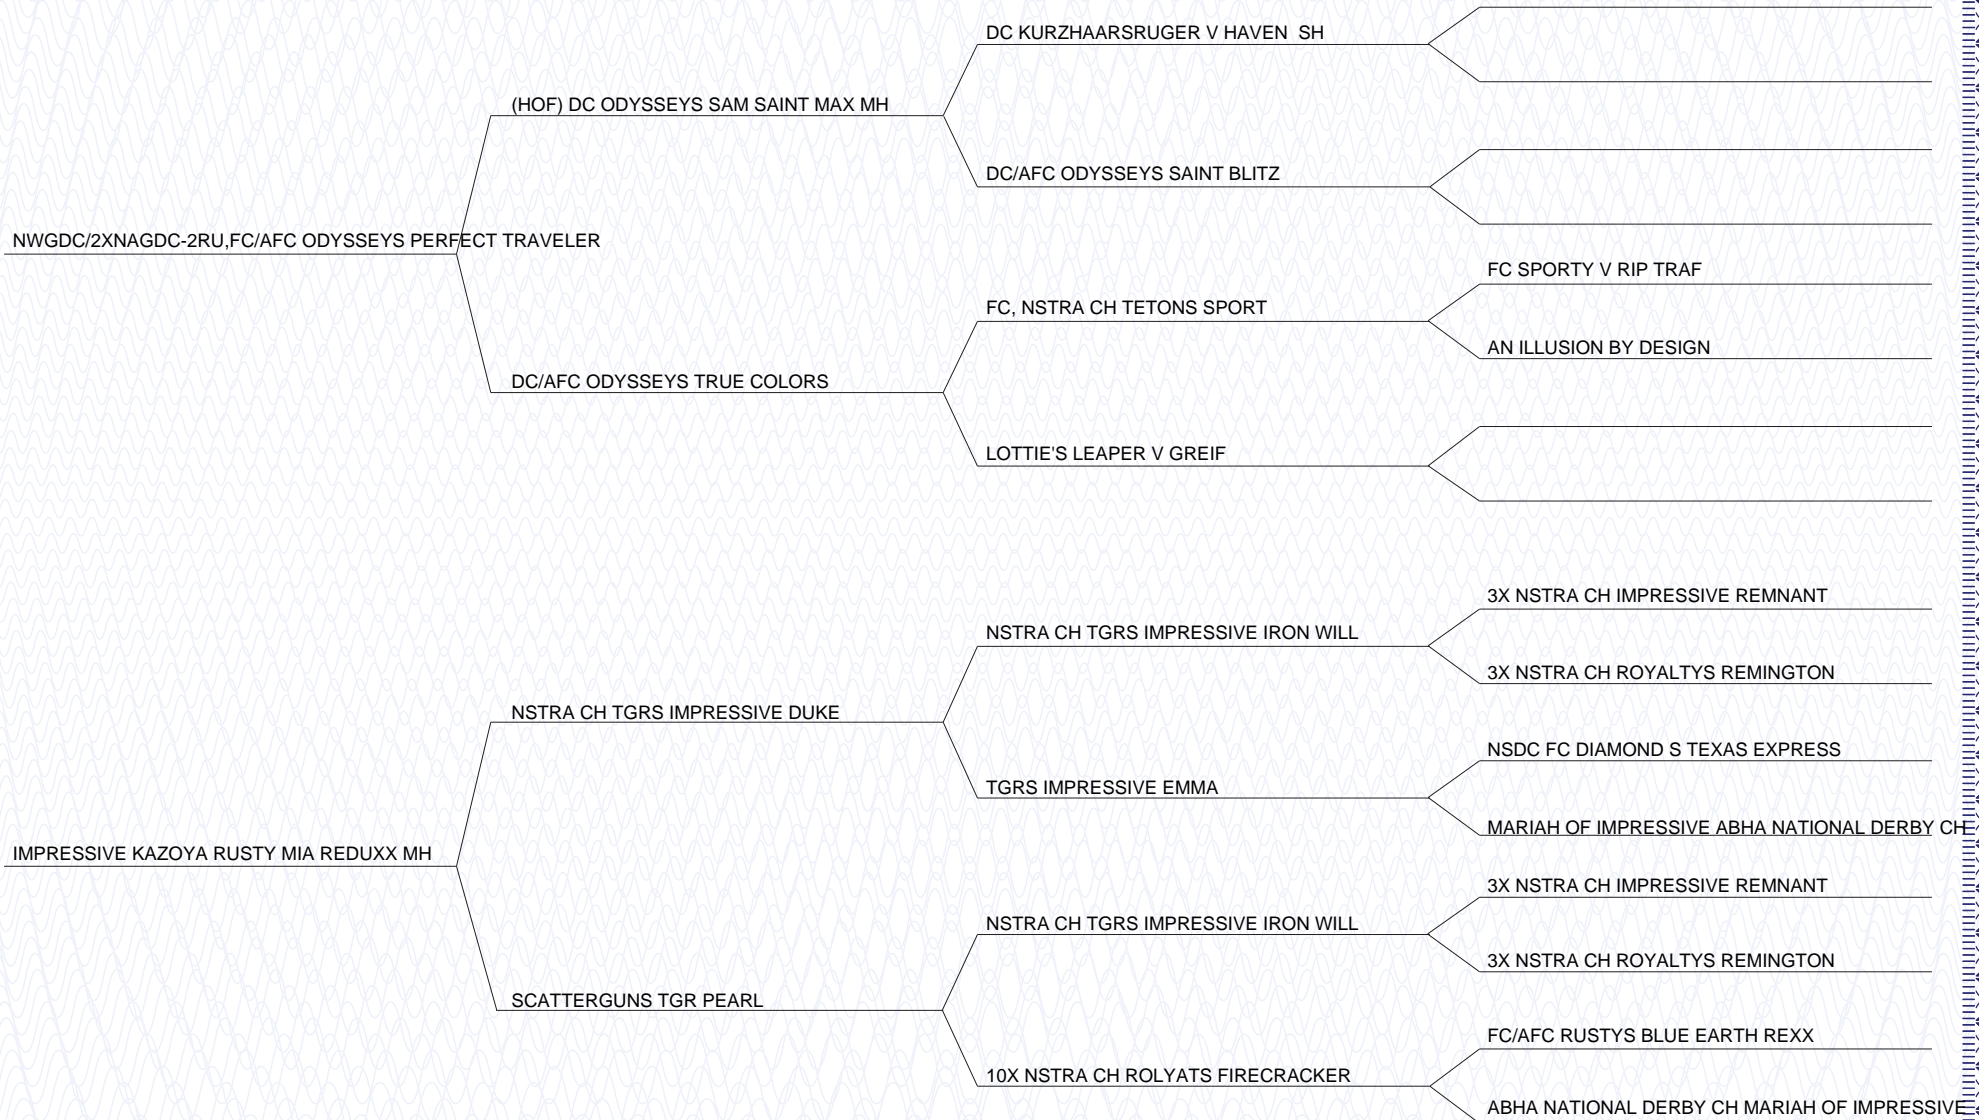 DC KURZHAARSRUGER V HAVEN  SH
(HOF) DC ODYSSEYS SAM SAINT MAX MH
DC/AFC ODYSSEYS SAINT BLITZ
NWGDC/2XNAGDC-2RU,FC/AFC ODYSSEYS PERFECT TRAVELER
FC SPORTY V RIP TRAF
FC, NSTRA CH TETONS SPORT
AN ILLUSION BY DESIGN
DC/AFC ODYSSEYS TRUE COLORS
LOTTIE'S LEAPER V GREIF
3X NSTRA CH IMPRESSIVE REMNANT
NSTRA CH TGRS IMPRESSIVE IRON WILL
3X NSTRA CH ROYALTYS REMINGTON
NSTRA CH TGRS IMPRESSIVE DUKE
NSDC FC DIAMOND S TEXAS EXPRESS
TGRS IMPRESSIVE EMMA
MARIAH OF IMPRESSIVE ABHA NATIONAL DERBY CH
IMPRESSIVE KAZOYA RUSTY MIA REDUXX MH
3X NSTRA CH IMPRESSIVE REMNANT
NSTRA CH TGRS IMPRESSIVE IRON WILL
3X NSTRA CH ROYALTYS REMINGTON
SCATTERGUNS TGR PEARL
FC/AFC RUSTYS BLUE EARTH REXX
10X NSTRA CH ROLYATS FIRECRACKER
ABHA NATIONAL DERBY CH MARIAH OF IMPRESSIVE